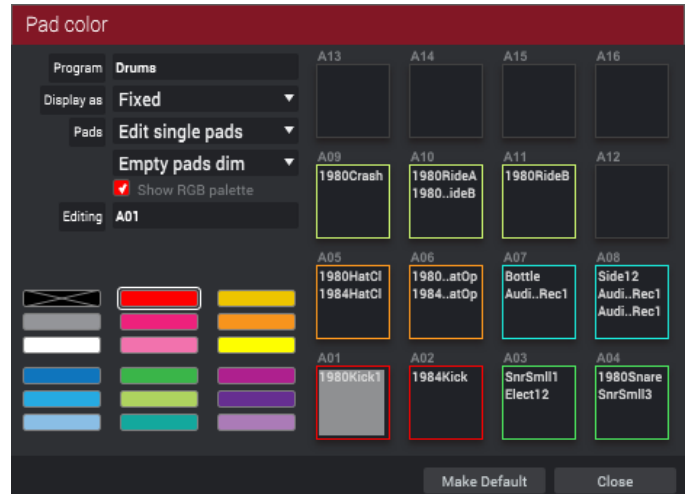 Pad color
Program Drums
Display as Fixed
Pads Edit single pads
Empty pads dim
Show RGB palette
Editing A01
A13 A14 A15 A16
A09 A10 A11 A12
1980Crash 1980RideA 1980RideB
1980..ideB
A05 A06 A07 A08
1980HatCl 1980..atOp Bottle Side12
1984HatCl 1984..atOp Audi..Rec1 Audi..Rec1
Audi..Rec1
A01 A02 A03 A04
1980Kick1 1984Kick SnrSmll1 1980Snare
Elect12 SnrSmll3
Make Default Close